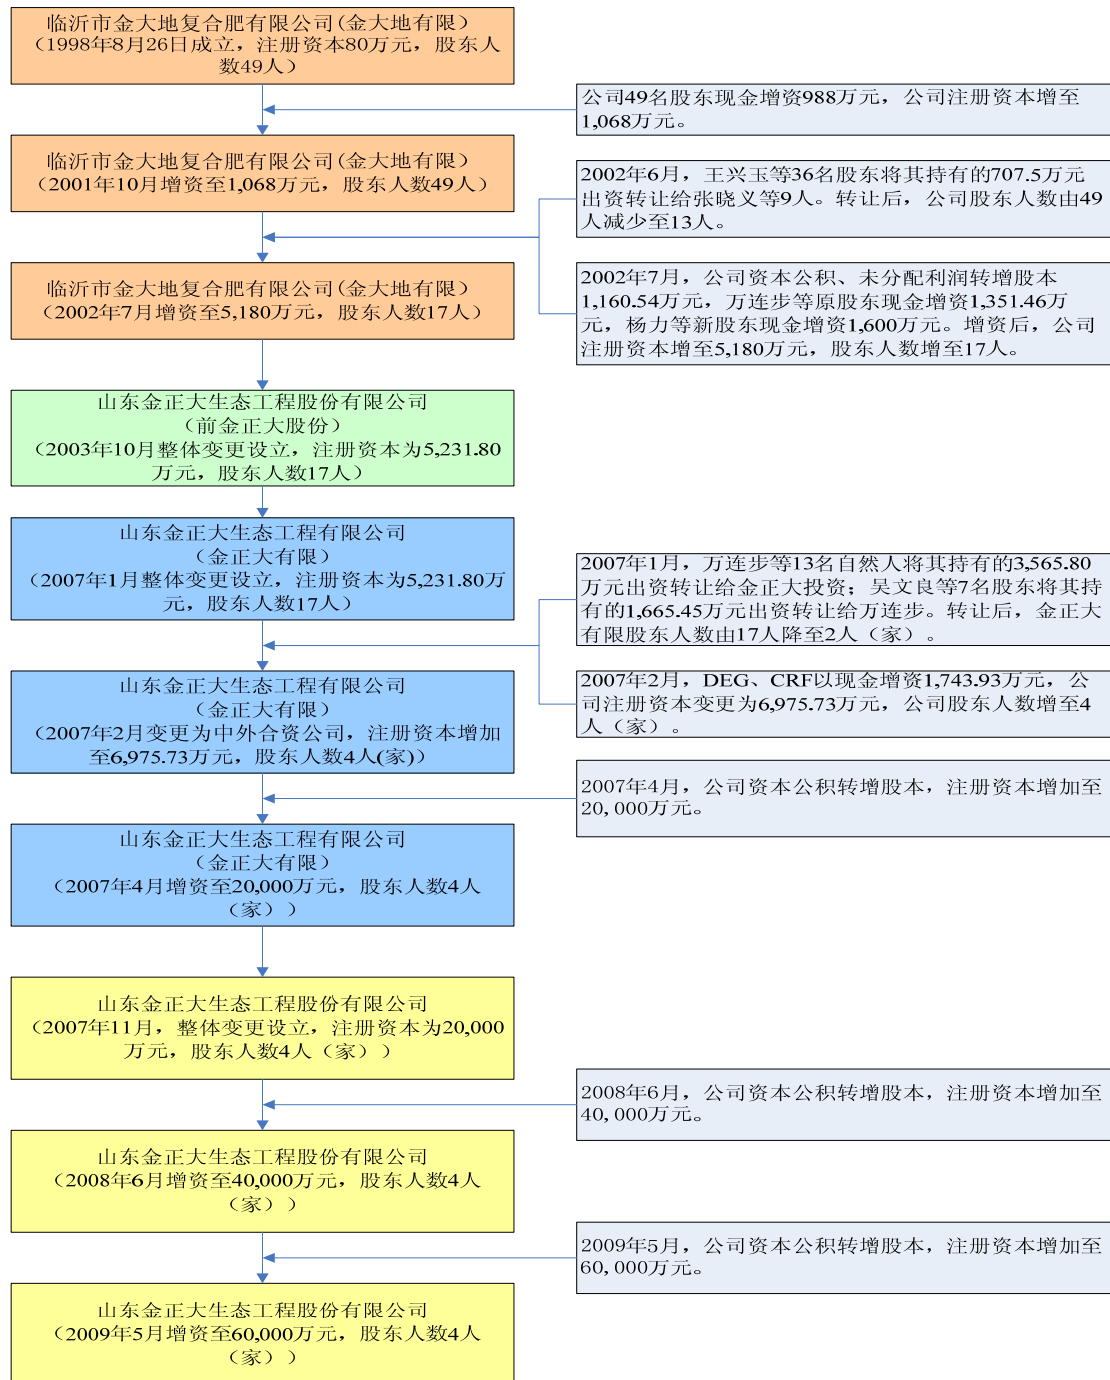 临沂市金大地复合肥有限公司(金大地有限)
（1998年8月26日成立，注册资本80万元，股东人
数49人）
公司49名股东现金增资988万元，公司注册资本增至
1,068万元。
临沂市金大地复合肥有限公司(金大地有限)
（2001年10月增资至1,068万元，股东人数49人）
2002年6月，王兴玉等36名股东将其持有的707.5万元
出资转让给张晓义等9人。转让后，公司股东人数由49
人减少至13人。
临沂市金大地复合肥有限公司(金大地有限)
（2002年7月增资至5,180万元，股东人数17人）
2002年7月，公司资本公积、未分配利润转增股本
1,160.54万元，万连步等原股东现金增资1,351.46万
元，杨力等新股东现金增资1,600万元。增资后，公司
注册资本增至5,180万元，股东人数增至17人。
山东金正大生态工程股份有限公司
（前金正大股份）
（2003年10月整体变更设立，注册资本为5,231.80
万元，股东人数17人）
山东金正大生态工程有限公司
（金正大有限）
（2007年1月整体变更设立，注册资本为5,231.80万
元，股东人数17人）
2007年1月，万连步等13名自然人将其持有的3,565.80
万元出资转让给金正大投资；吴文良等7名股东将其持
有的1,665.45万元出资转让给万连步。转让后，金正大
有限股东人数由17人降至2人（家）。
山东金正大生态工程有限公司
（金正大有限）
（2007年2月变更为中外合资公司，注册资本增加
至6,975.73万元，股东人数4人(家)）
2007年2月，DEG、CRF以现金增资1,743.93万元，公
司注册资本变更为6,975.73万元，公司股东人数增至4
人（家）。
2007年4月，公司资本公积转增股本，注册资本增加至
20,000万元。
山东金正大生态工程有限公司
（金正大有限）
（2007年4月增资至20,000万元，股东人数4人
（家））
山东金正大生态工程股份有限公司
（2007年11月，整体变更设立，注册资本为20,000
万元，股东人数4人（家））
2008年6月，公司资本公积转增股本，注册资本增加至
40,000万元。
山东金正大生态工程股份有限公司
（2008年6月增资至40,000万元，股东人数4人
（家））
2009年5月，公司资本公积转增股本，注册资本增加至
60,000万元。
山东金正大生态工程股份有限公司
（2009年5月增资至60,000万元，股东人数4人
（家））